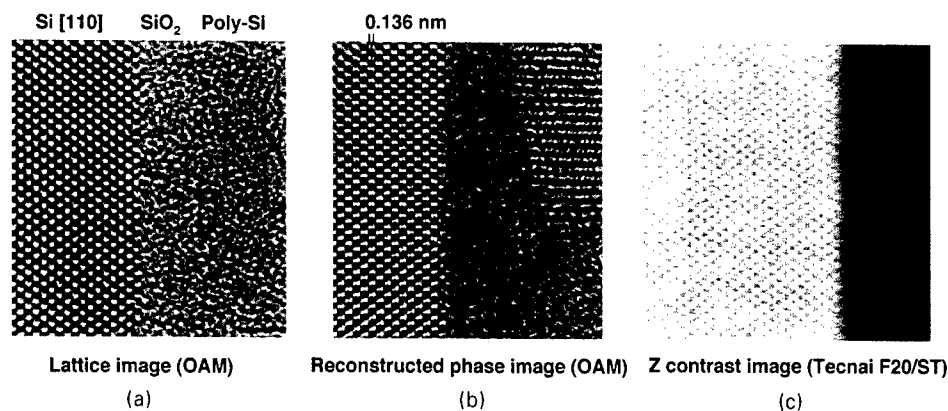 Si [110] SiO₂ Poly-Si
0.136 nm
Lattice image (OAM)
Reconstructed phase image (OAM)
Z contrast image (Tecnai F20/ST)
(a)
(b)
(c)